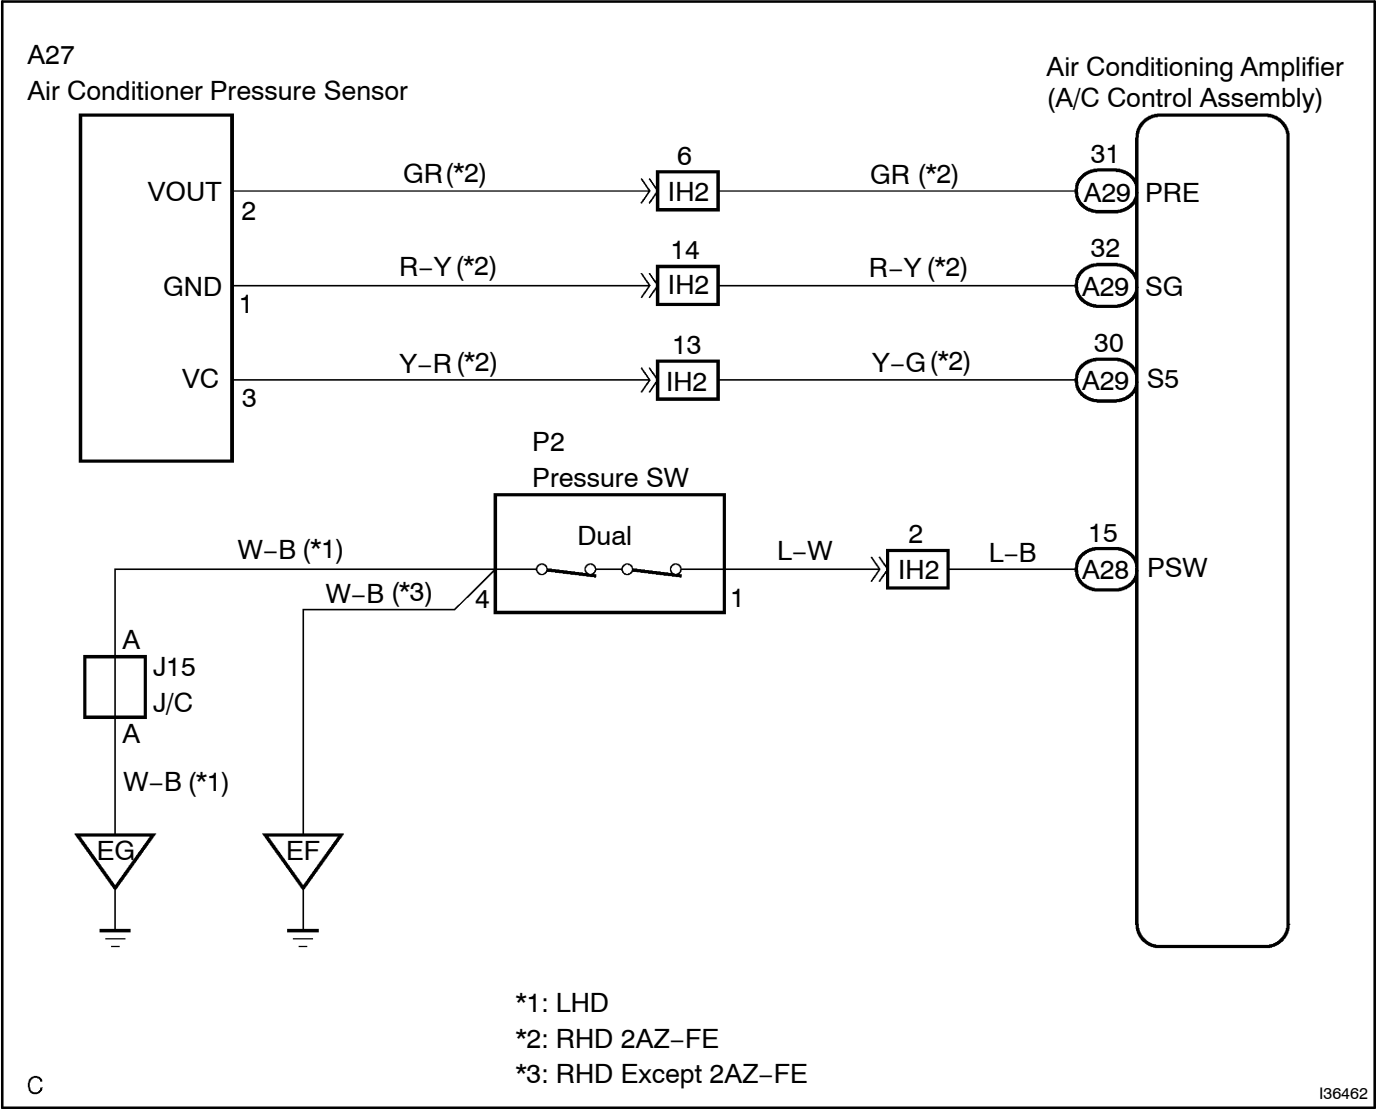 A27
Air Conditioner Pressure Sensor
Air Conditioning Amplifier
(A/C Control Assembly)
VOUT
2
GR (*2)
6
IH2
GR (*2)
31
A29
PRE
GND
1
R-Y (*2)
14
IH2
R-Y (*2)
32
A29
SG
VC
3
Y-R (*2)
13
IH2
Y-G (*2)
30
A29
S5
P2
Pressure SW
Dual
W-B (*1)
W-B (*3)
4
1
L-W
2
IH2
L-B
15
A28
PSW
A
J15
J/C
A
W-B (*1)
EG
EF
*1: LHD
*2: RHD 2AZ-FE
*3: RHD Except 2AZ-FE
C
I36462